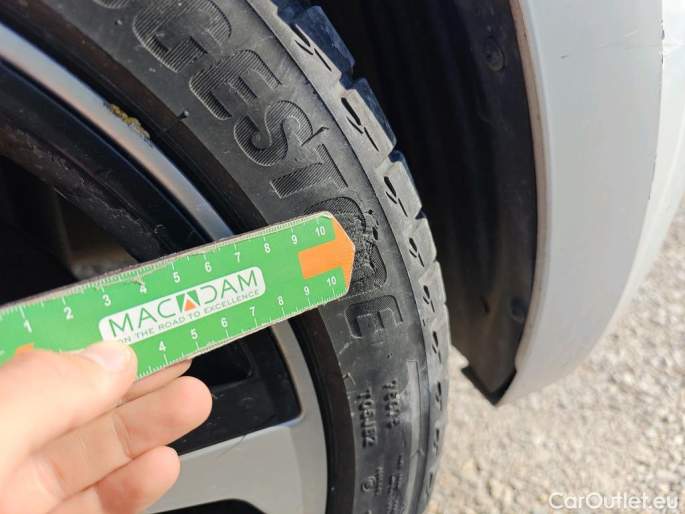 DGESTONE
1 2 3 4 5 6 7 8 9 10
MACADAM
ON THE ROAD TO EXCELLENCE
4 5 6 7 8 9 10
CarOutlet.eu